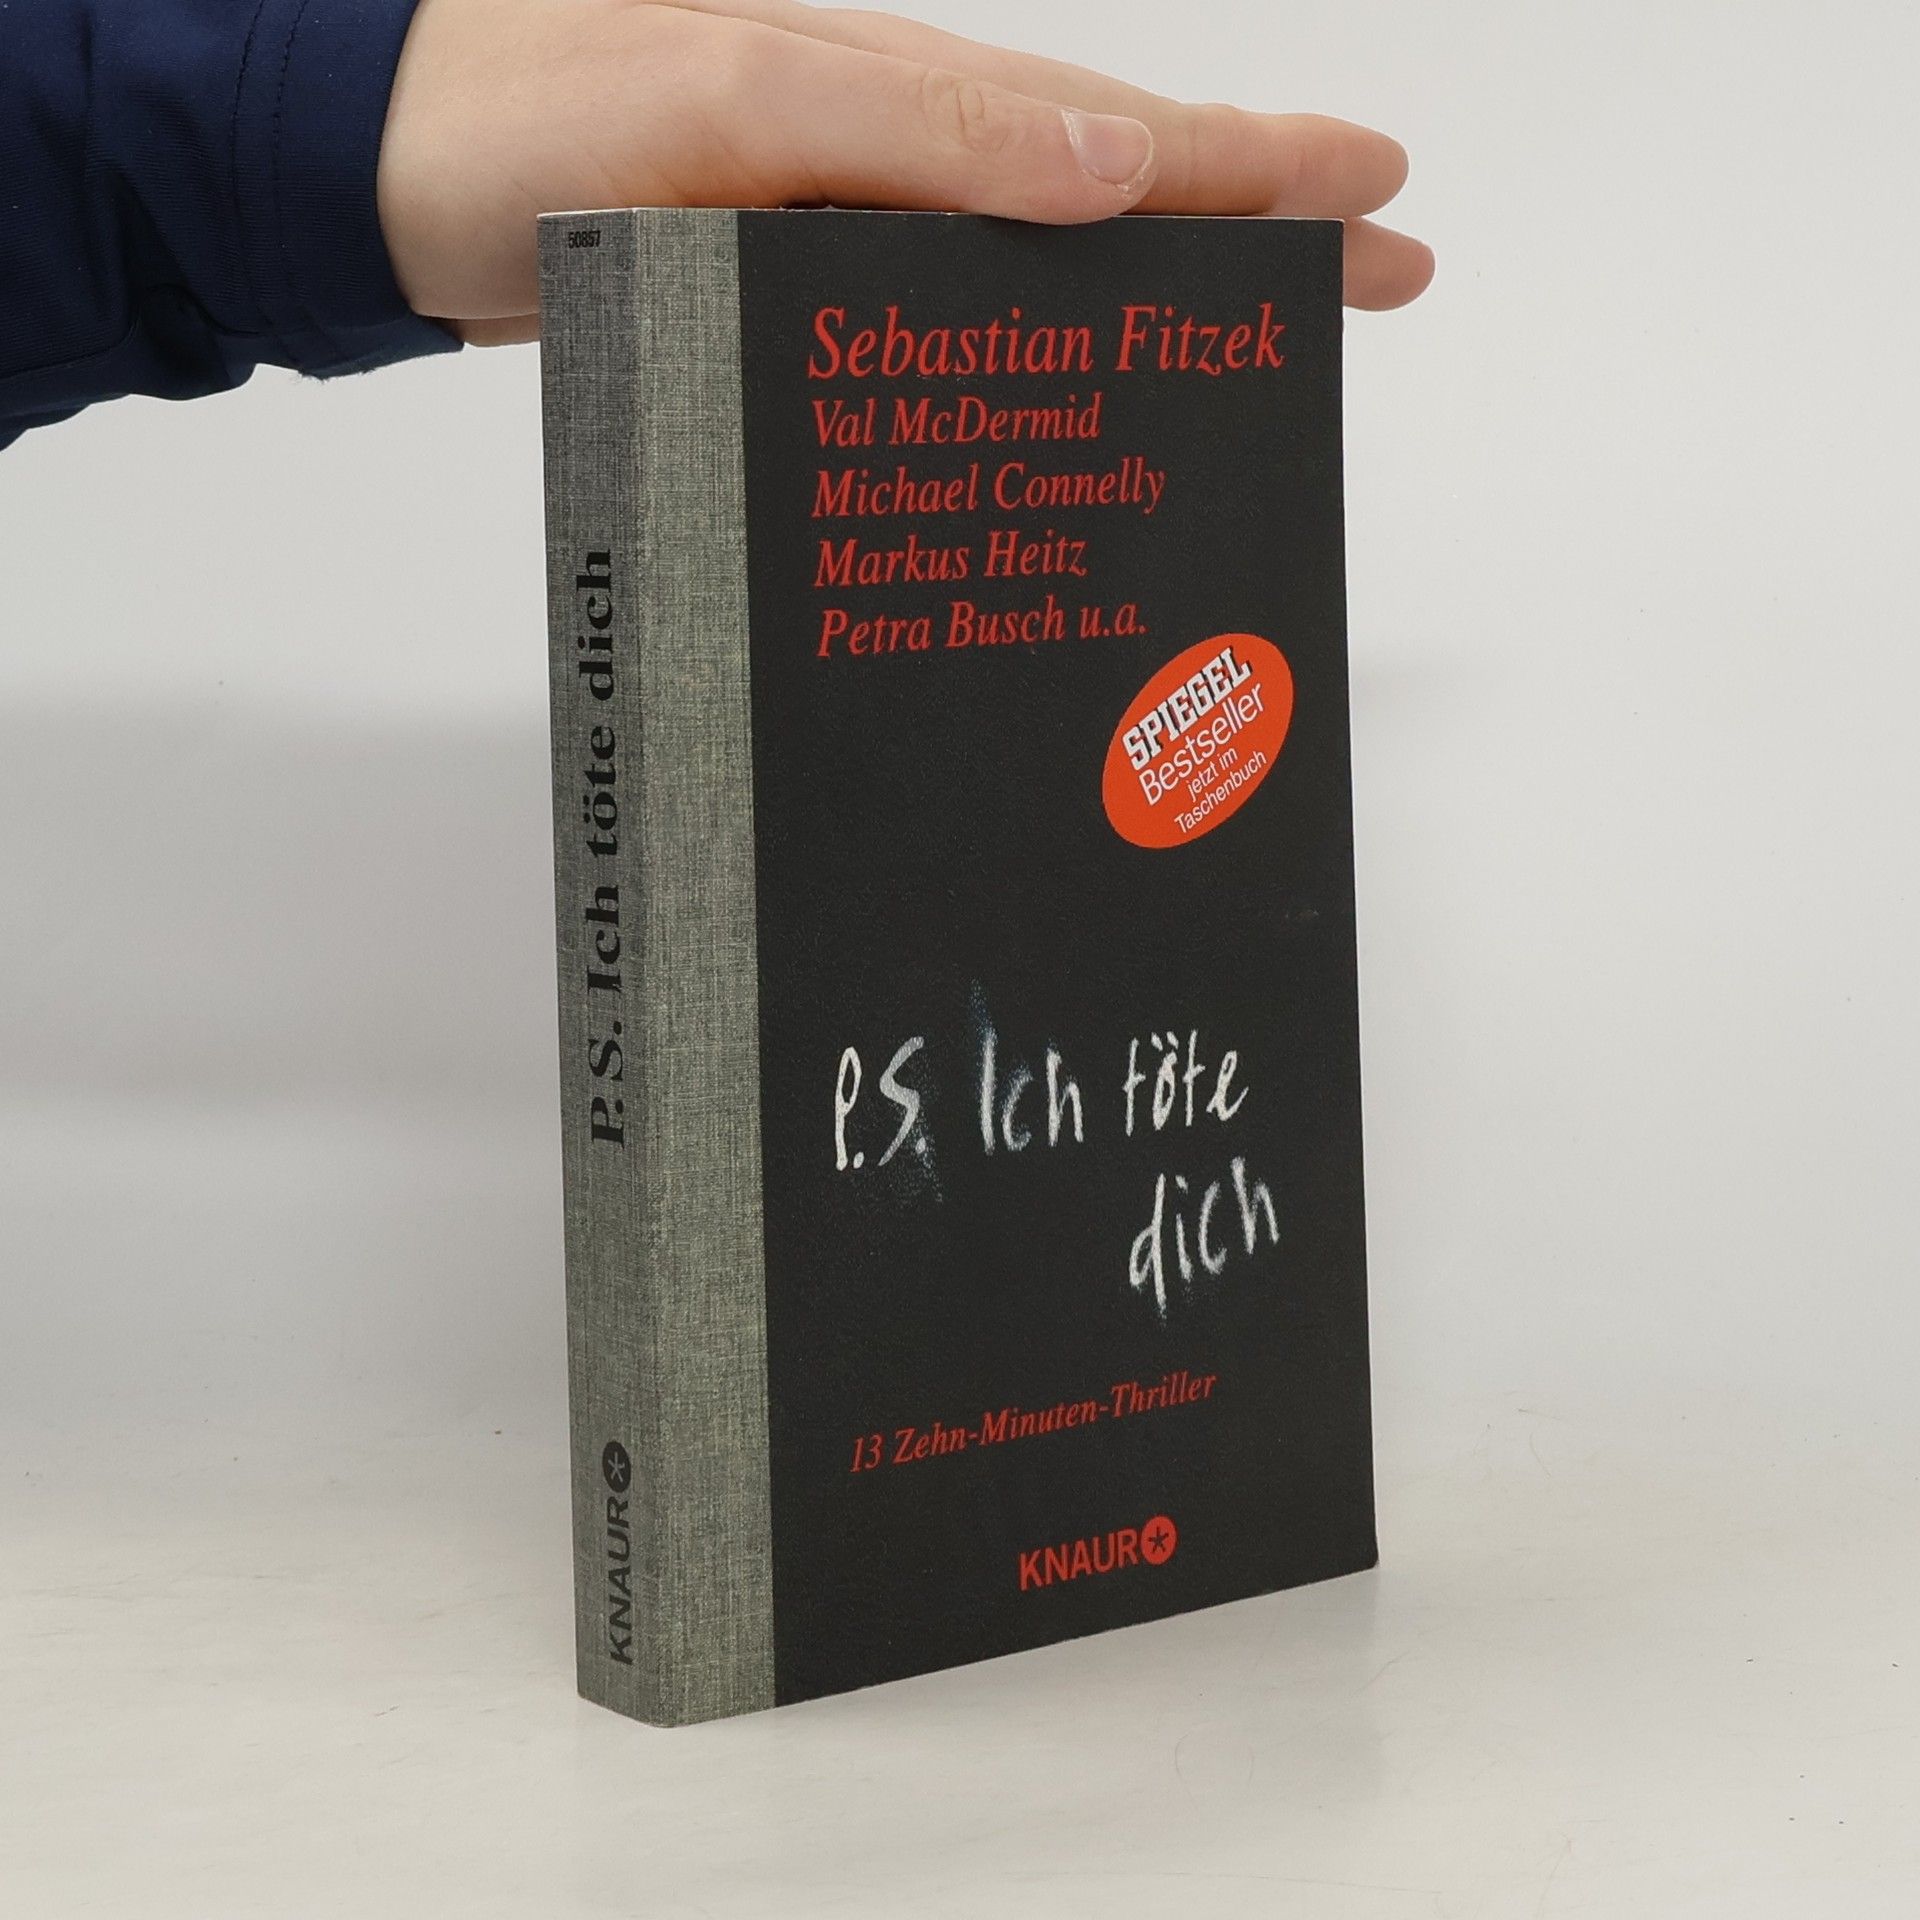 50857
P.S. Ich töte dich
KNAUR
Sebastian Fitzek
Val McDermid
Michael Connelly
Markus Heitz
Petra Busch u.a.
SPIEGEL
Bestseller
jetzt im
Taschenbuch
P.S. Ich töte
dich
13 Zehn-Minuten-Thriller
KNAUR